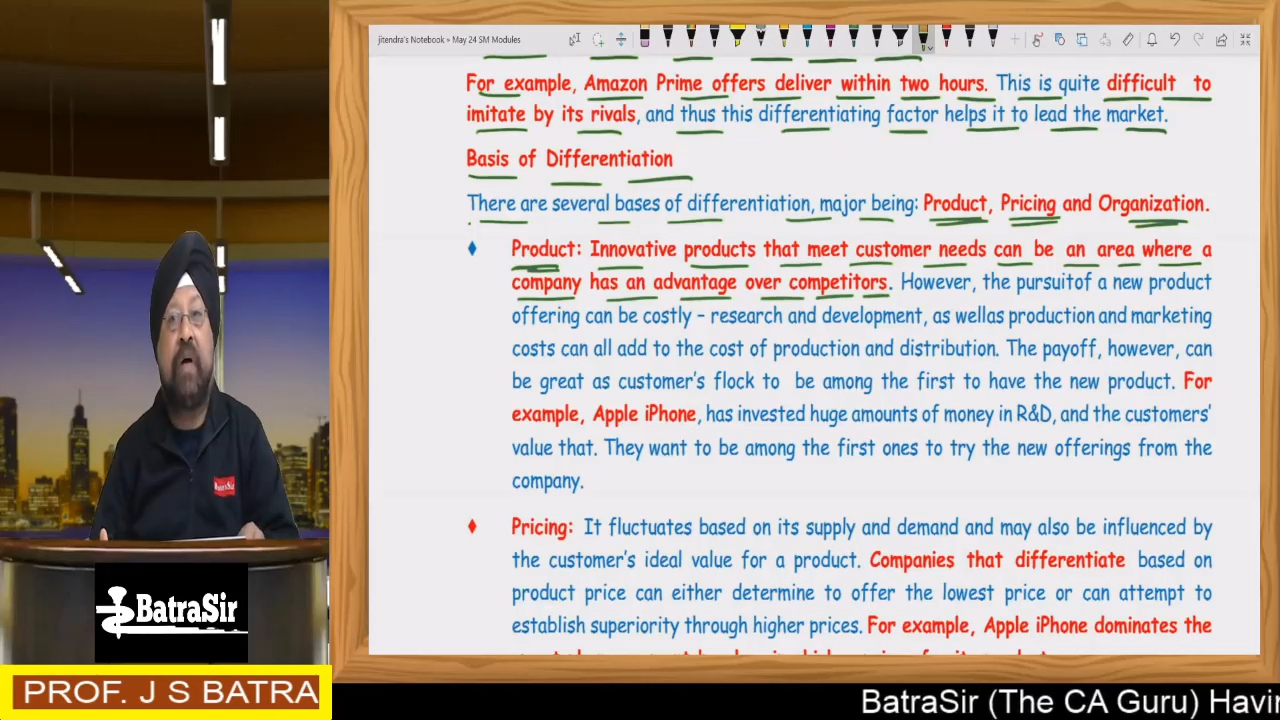 jitendra's Notebook » May 24 SM Modules
For example, Amazon Prime offers deliver within two hours. This is quite difficult to
imitate by its rivals, and thus this differentiating factor helps it to lead the market.
Basis of Differentiation
There are several bases of differentiation, major being: Product, Pricing and Organization.
Product: Innovative products that meet customer needs can be an area where a
company has an advantage over competitors. However, the pursuitof a new product
offering can be costly – research and development, as wellas production and marketing
costs can all add to the cost of production and distribution. The payoff, however, can
be great as customer's flock to be among the first to have the new product. For
example, Apple iPhone, has invested huge amounts of money in R&D, and the customers'
value that. They want to be among the first ones to try the new offerings from the
company.
Pricing: It fluctuates based on its supply and demand and may also be influenced by
the customer's ideal value for a product. Companies that differentiate based on
product price can either determine to offer the lowest price or can attempt to
establish superiority through higher prices. For example, Apple iPhone dominates the
BatraSir
BatraSir
PROF. J S BATRA
BatraSir (The CA Guru) Havin